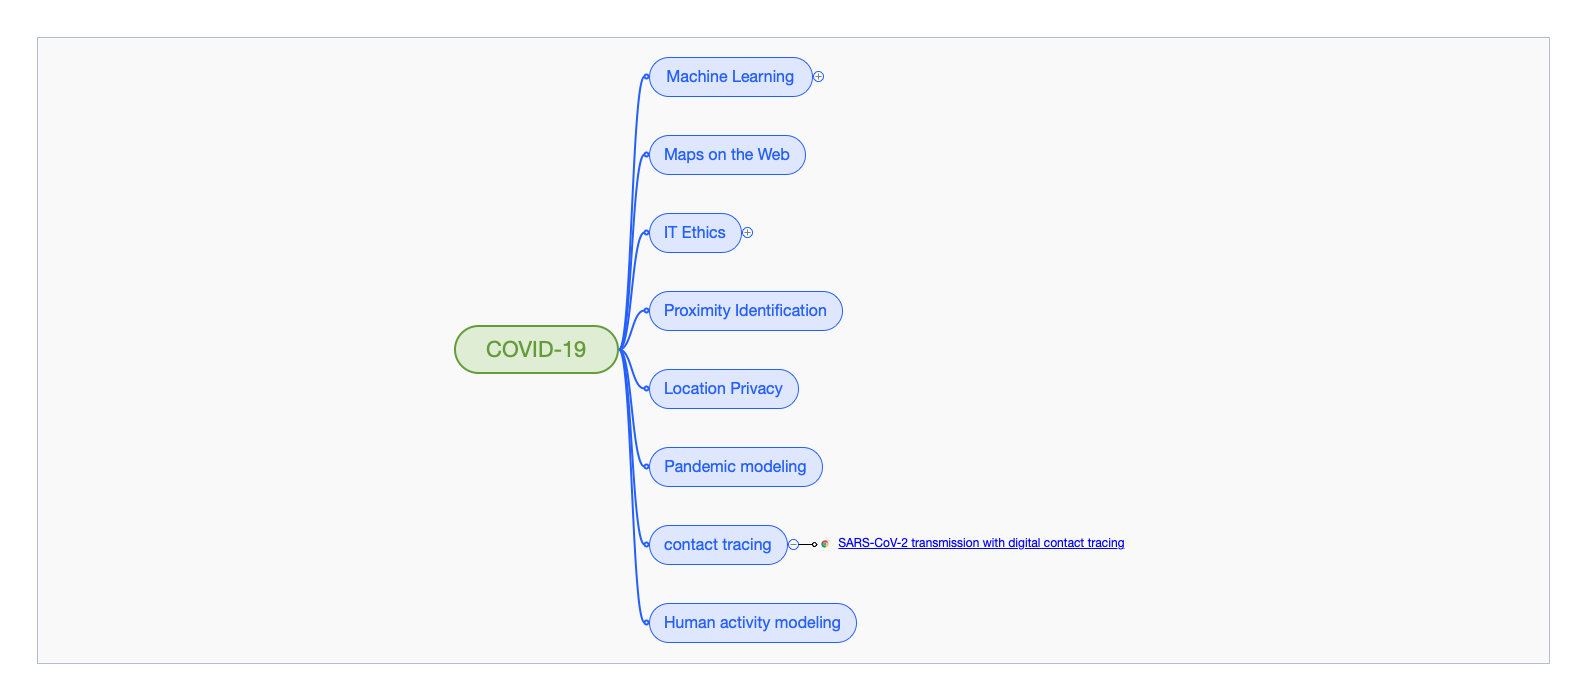 Machine Learning
Maps on the Web
IT Ethics
Proximity Identification
COVID-19
Location Privacy
Pandemic modeling
contact tracing
SARS-CoV-2 transmission with digital contact tracing
Human activity modeling